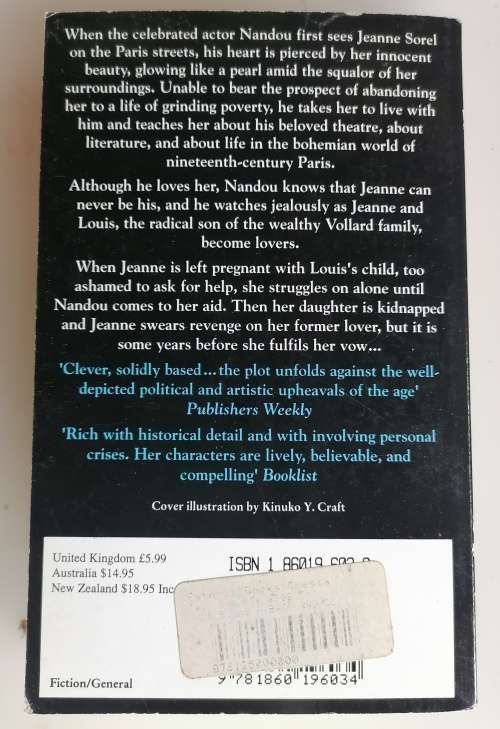 When the celebrated actor Nandou first sees Jeanne Sorel
on the Paris streets, his heart is pierced by her innocent
beauty, glowing like a pearl amid the squalor of her
surroundings. Unable to bear the prospect of abandoning
her to a life of grinding poverty, he takes her to live with
him and teaches her about his beloved theatre, about
literature, and about life in the bohemian world of
nineteenth-century Paris.
Although he loves her, Nandou knows that Jeanne can
never be his, and he watches jealously as Jeanne and
Louis, the radical son of the wealthy Vollard family,
become lovers.
When Jeanne is left pregnant with Louis's child, too
ashamed to ask for help, she struggles on alone until
Nandou comes to her aid. Then her daughter is kidnapped
and Jeanne swears revenge on her former lover, but it is
some years before she fulfils her vow...
'Clever, solidly based...the plot unfolds against the well-
depicted political and artistic upheavals of the age'
Publishers Weekly
'Rich with historical detail and with involving personal
crises. Her characters are lively, believable, and
compelling' Booklist
Cover illustration by Kinuko Y. Craft
United Kingdom £5.99
Australia $14.95
New Zealand $18.95 Inc
ISBN 1 86019
9 781860 196034
Fiction/General